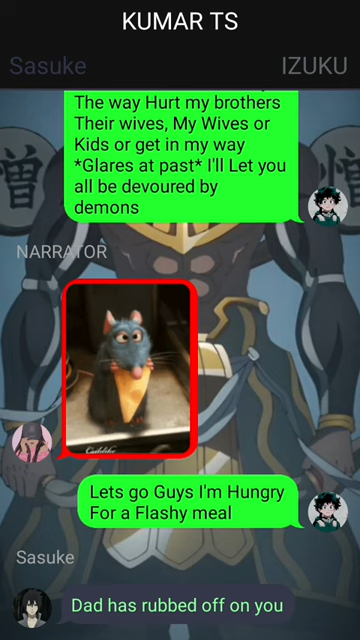 KUMAR TS
Sasuke
IZUKU
The way Hurt my brothers
Their wives, My Wives or
Kids or get in my way
*Glares at past* I'll Let you
all be devoured by
demons
憎
憎
NARRATOR
Lets go Guys I'm Hungry
For a Flashy meal
Sasuke
Dad has rubbed off on you